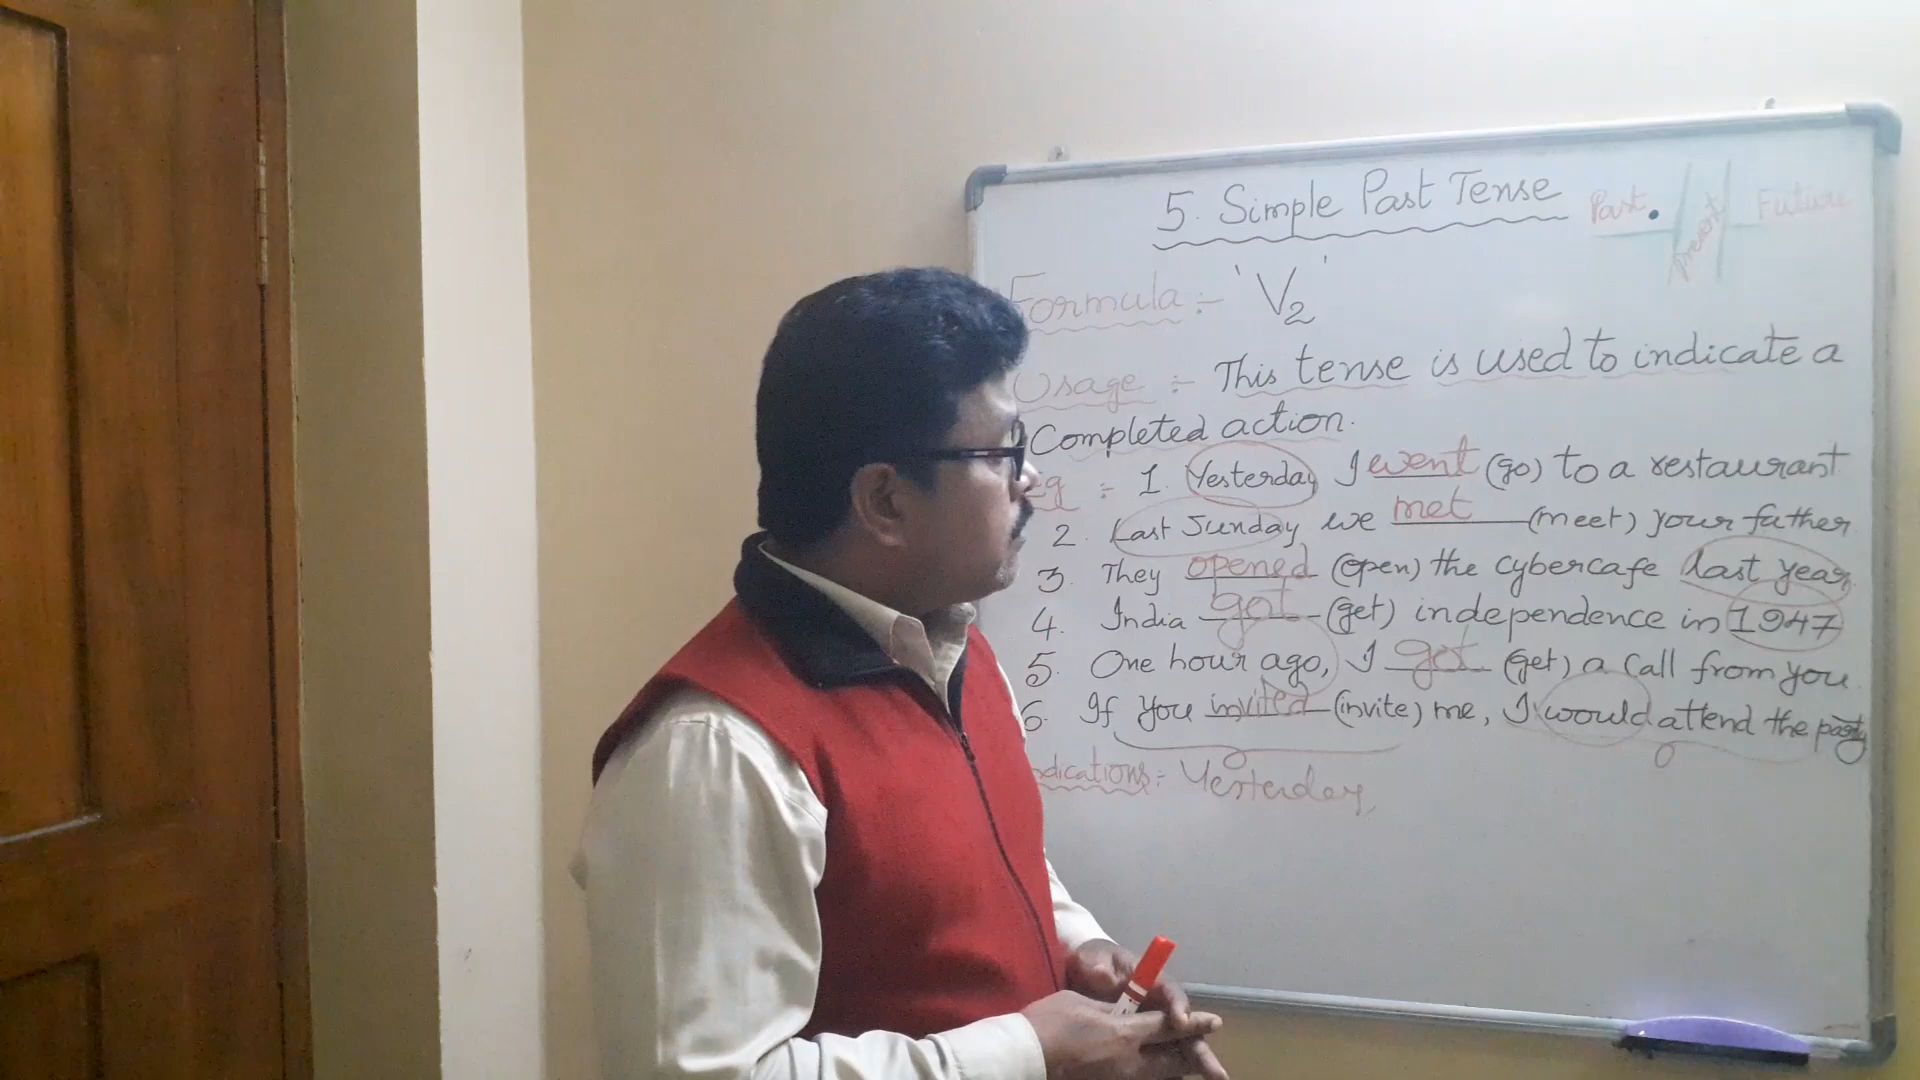 5. Simple Past Tense
Past. Present Future
Formula :- 'V2'
Usage :- This tense is used to indicate a
Completed action.
Eg :- 1. Yesterday I went (go) to a restaurant
2. Last Sunday we met (meet) your father
3. They opened (open) the cybercafe last year,
4. India got (get) independence in 1947
5. One hour ago, I got (get) a call from you
6. If you invited (invite) me, I would attend the party
dications :- Yesterday,